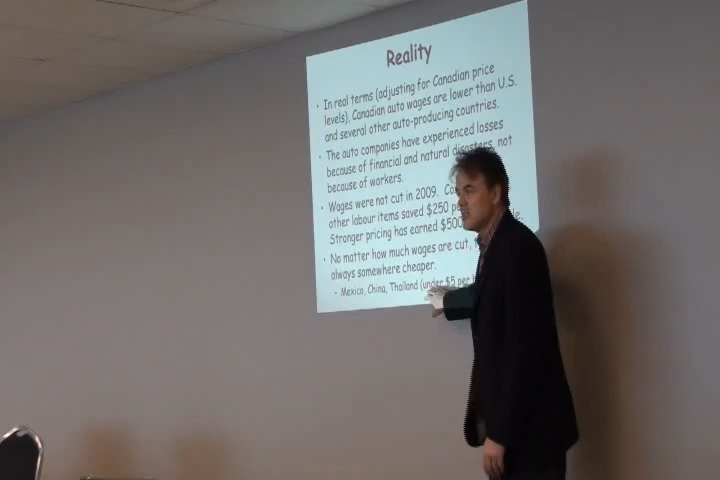 Reality
• In real terms (adjusting for Canadian price
levels), Canadian auto wages are lower than U.S.
and several other auto-producing countries.
• The auto companies have experienced losses
because of financial and natural disasters, not
because of workers.
• Wages were not cut in 2009.
other labour items saved $250
Stronger pricing has earned $500
• No matter how much wages are cut,
always somewhere cheaper.
- Mexico, China, Thailand (under $5 per